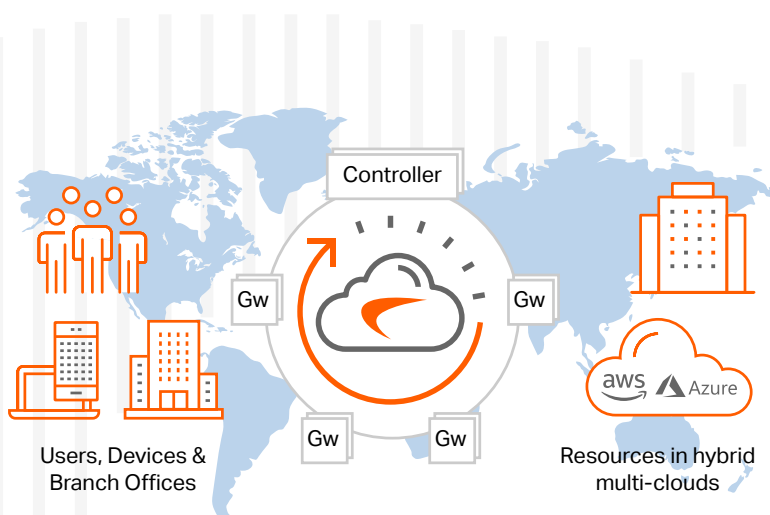 Controller
Gw
Gw
aws
Azure
Gw
Gw
Users, Devices &
Branch Offices
Resources in hybrid
multi-clouds